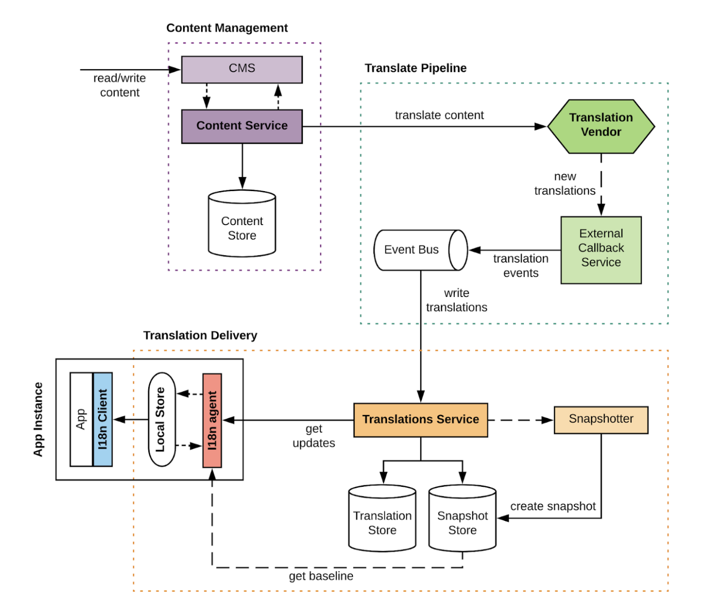 Content Management
CMS
read/write
content
Content Service
Content
Store
Translate Pipeline
translate content
Translation
Vendor
new
translations
External
Callback
Service
translation
events
Event Bus
write
translations
Translation Delivery
App Instance
App
I18n Client
Local Store
I18n agent
get
updates
Translations Service
Snapshotter
Translation
Store
Snapshot
Store
create snapshot
get baseline